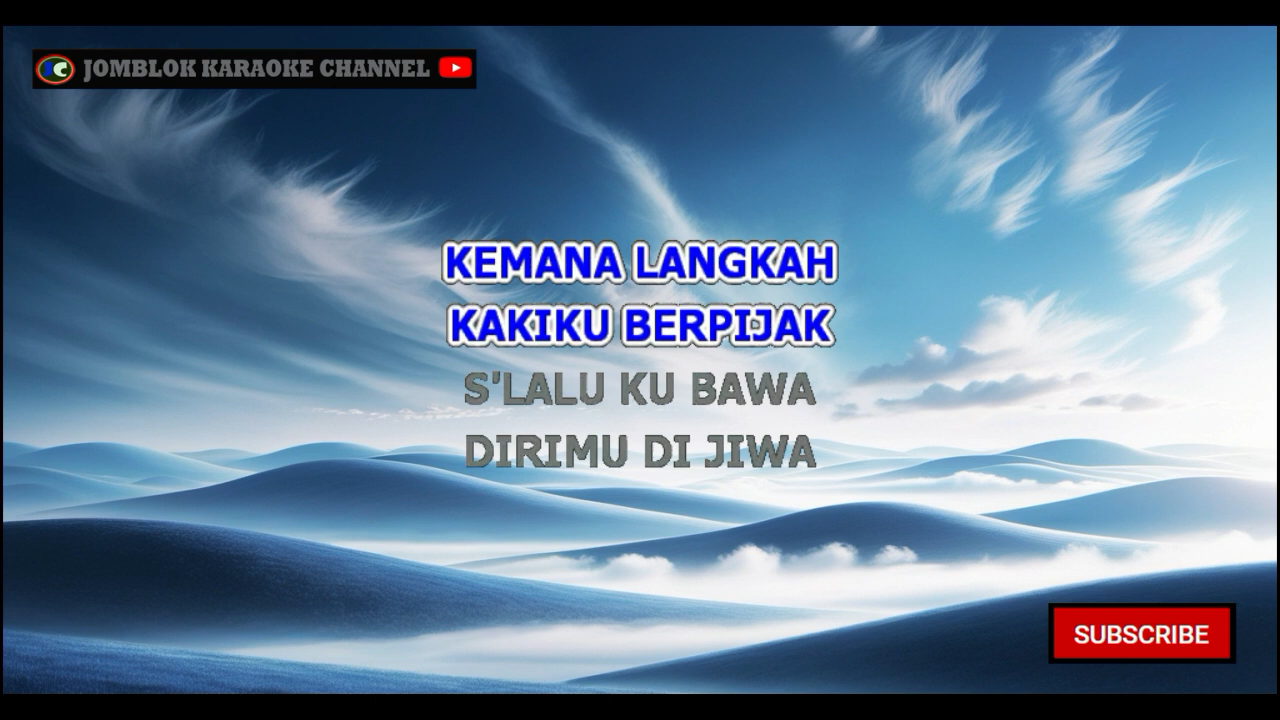 JOMBLOK KARAOKE CHANNEL
KEMANA LANGKAH
KAKIKU BERPIJAK
S'LALU KU BAWA
DIRIMU DI JIWA
SUBSCRIBE